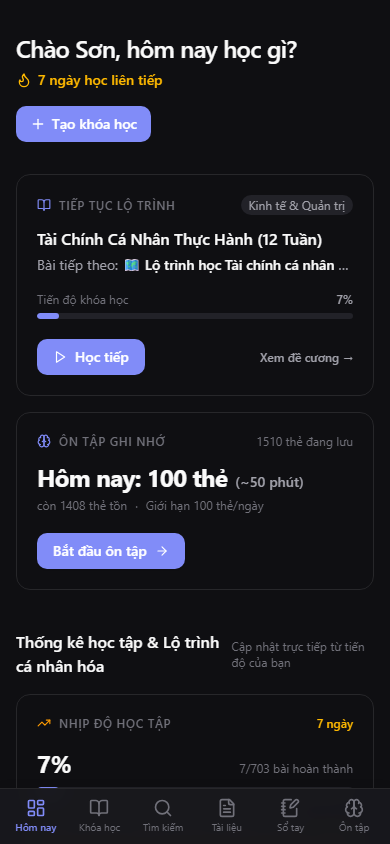 Chào Sơn, hôm nay học gì?
7 ngày học liên tiếp
+ Tạo khóa học
TIẾP TỤC LỘ TRÌNH
Kinh tế & Quản trị
Tài Chính Cá Nhân Thực Hành (12 Tuần)
Bài tiếp theo: 🗺️ Lộ trình học Tài chính cá nhân ...
Tiến độ khóa học
7%
Học tiếp
Xem đề cương →
ÔN TẬP GHI NHỚ
1510 thẻ đang lưu
Hôm nay: 100 thẻ (~50 phút)
còn 1408 thẻ tồn · Giới hạn 100 thẻ/ngày
Bắt đầu ôn tập →
Thống kê học tập & Lộ trình
cá nhân hóa
Cập nhật trực tiếp từ tiến
độ của bạn
NHỊP ĐỘ HỌC TẬP
7 ngày
7%
7/703 bài hoàn thành
Hôm nay
Khóa học
Tìm kiếm
Tài liệu
Sổ tay
Ôn tập